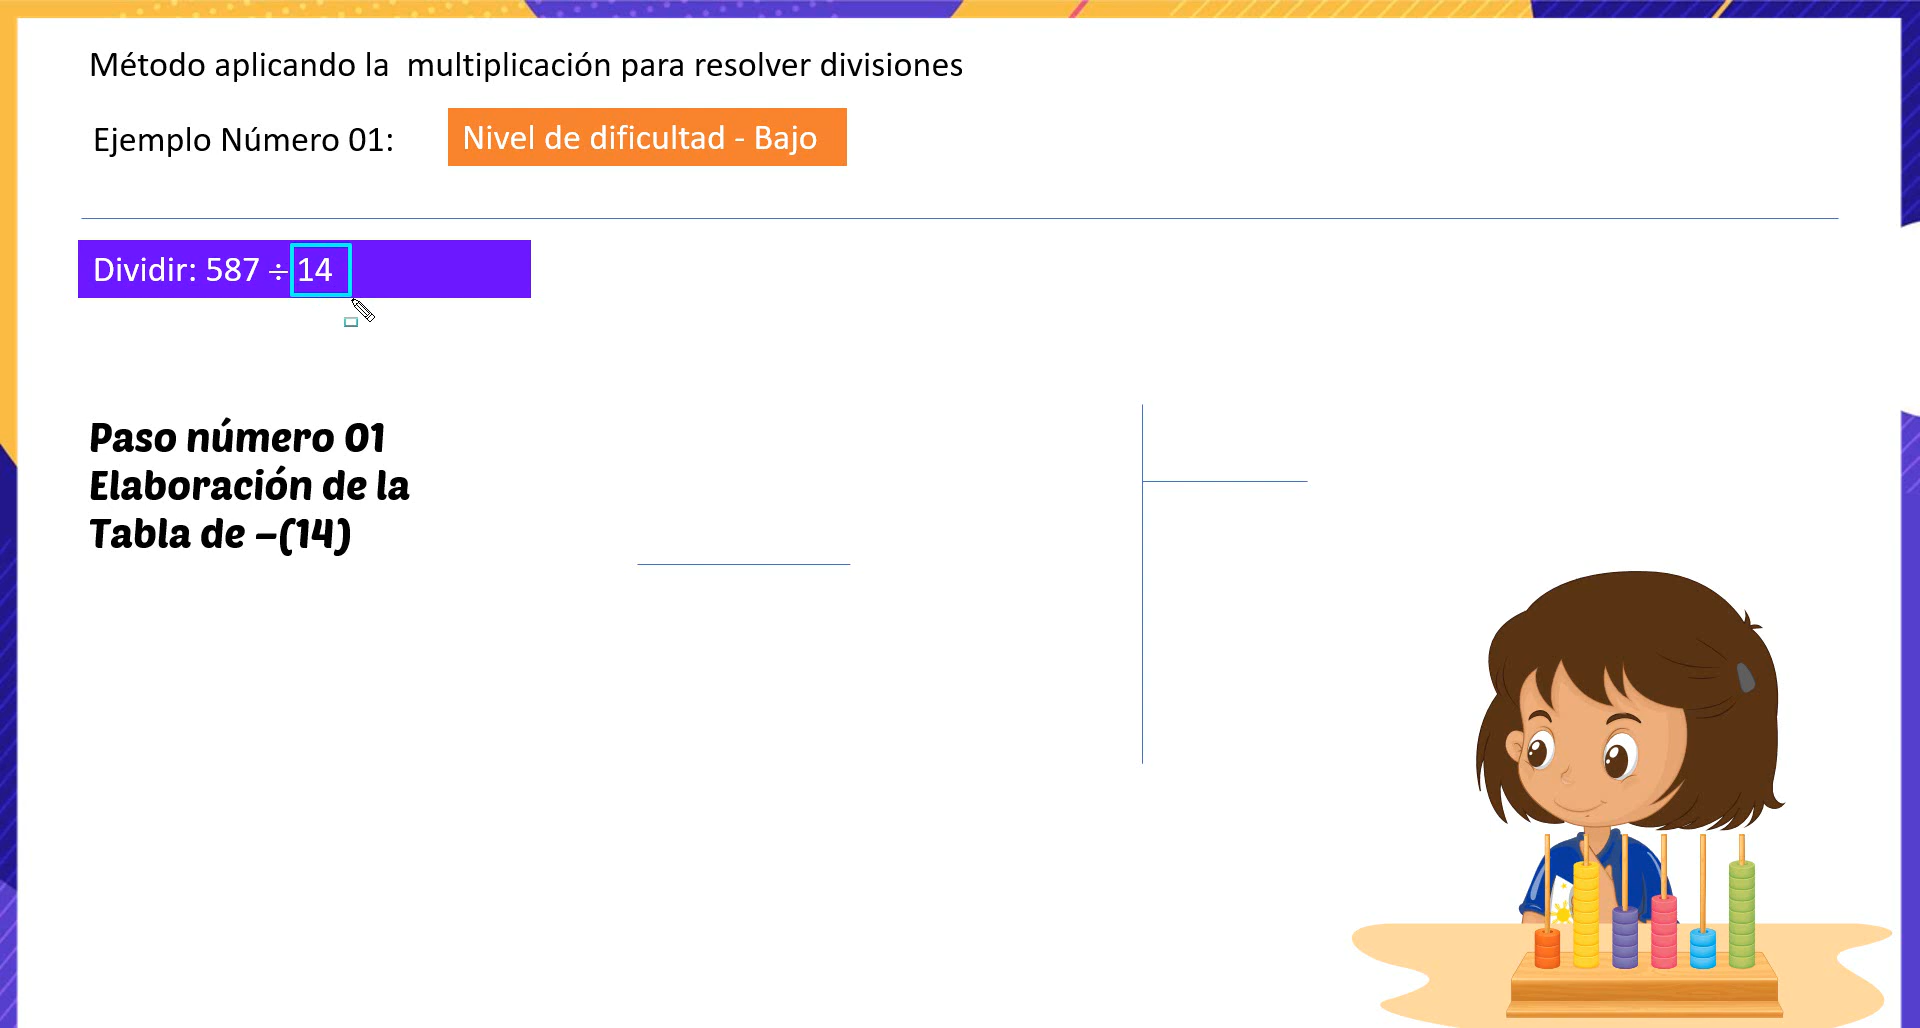 Método aplicando la  multiplicación para resolver divisiones
Ejemplo Número 01:
Nivel de dificultad - Bajo
Dividir: 587 ÷ 14
Paso número 01
Elaboración de la
Tabla de –(14)